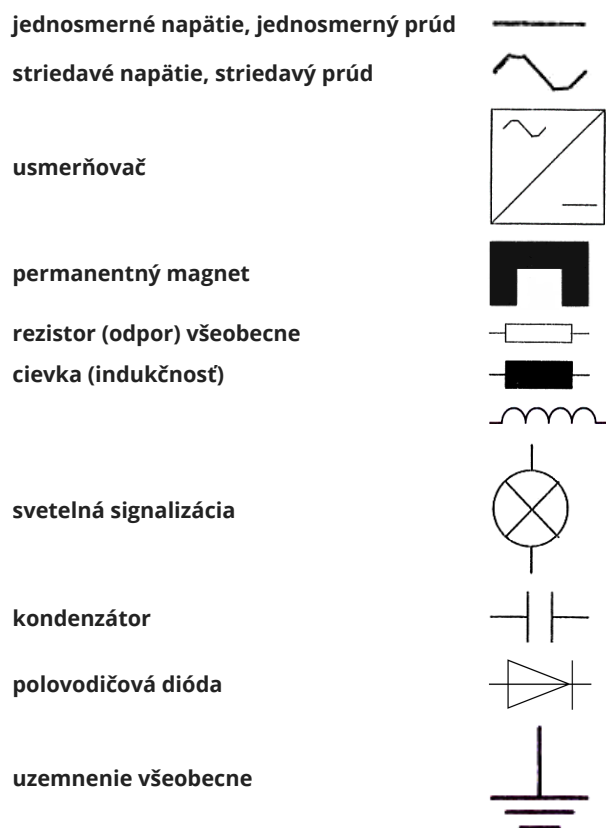 jednosmerné napätie, jednosmerný prúd
striedavé napätie, striedavý prúd
usmerňovač
permanentný magnet
rezistor (odpor) všeobecne
cievka (indukčnosť)
svetelná signalizácia
kondenzátor
polovodičová dióda
uzemnenie všeobecne